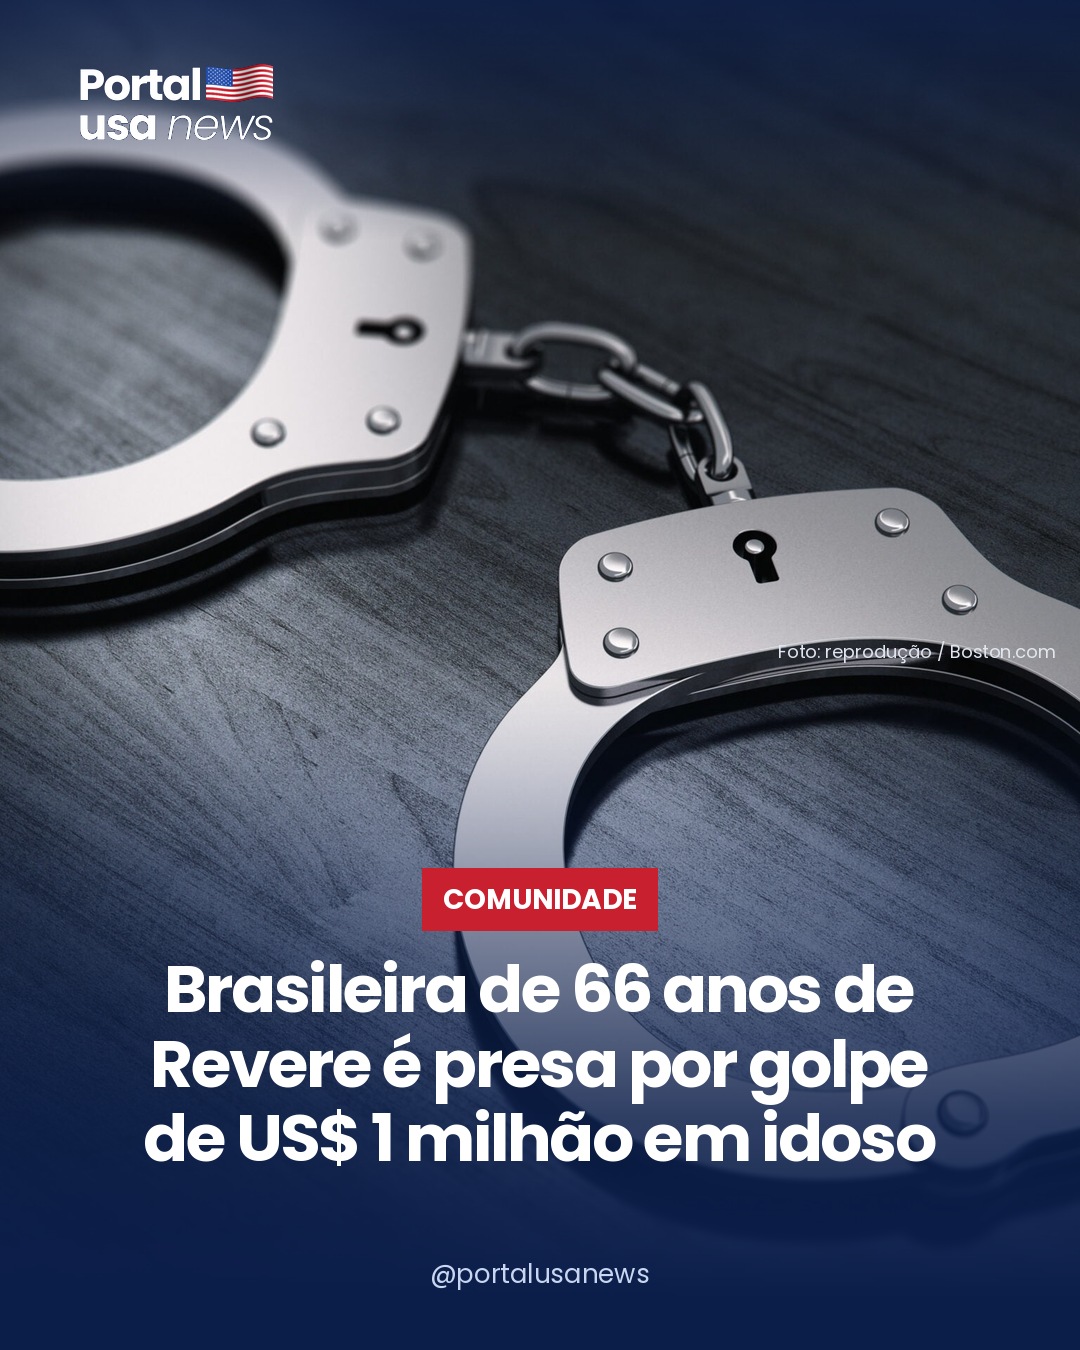 Portal
usa news
Foto: reprodução / Boston.com
COMUNIDADE
Brasileira de 66 anos de
Revere é presa por golpe
de US$ 1 milhão em idoso
@portalusanews